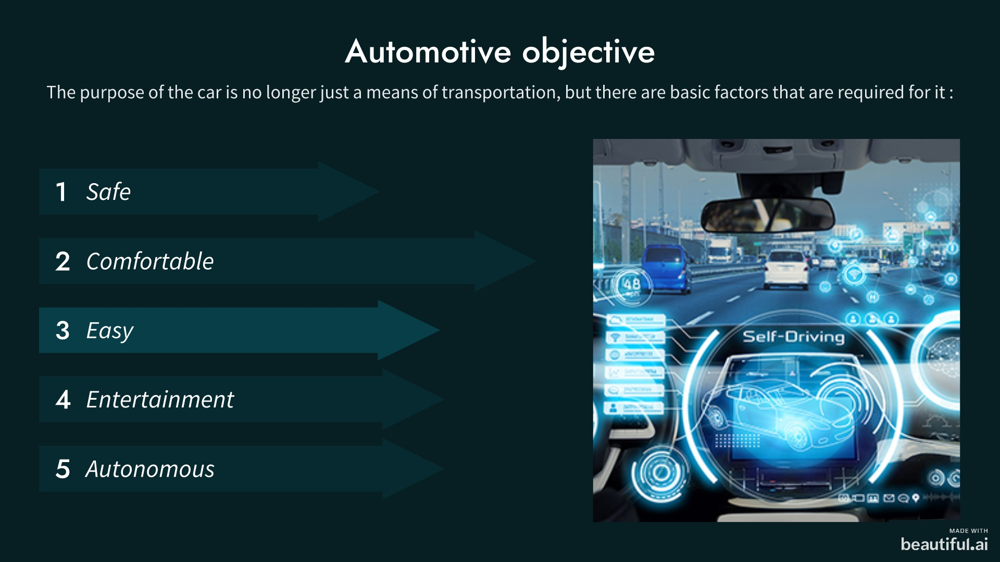 Automotive objective
The purpose of the car is no longer just a means of transportation, but there are basic factors that are required for it :
1 Safe
2 Comfortable
3 Easy
4 Entertainment
5 Autonomous
48
mph
Self-Driving
MADE WITH
beautiful.ai